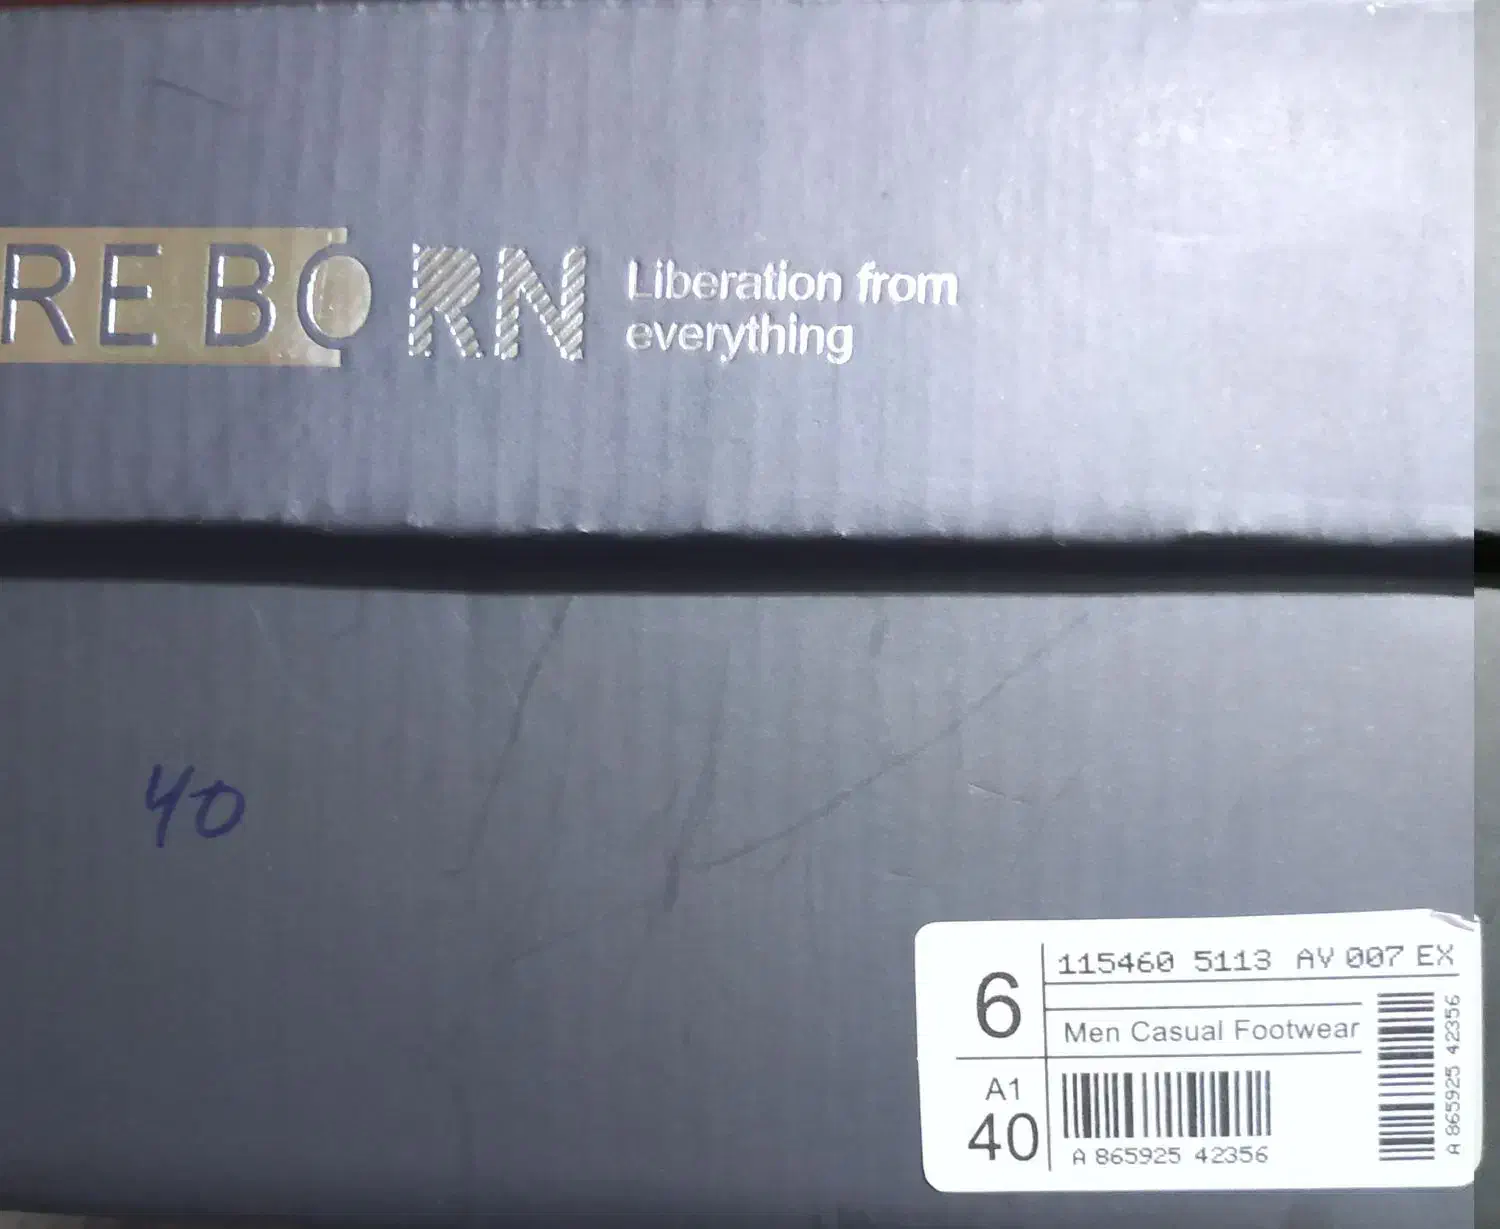 REBORN
Liberation from
everything
40
6
115460 5113 AV 007 EX
Men Casual Footwear
A1
40
A 865925 42356
A 865925 42356